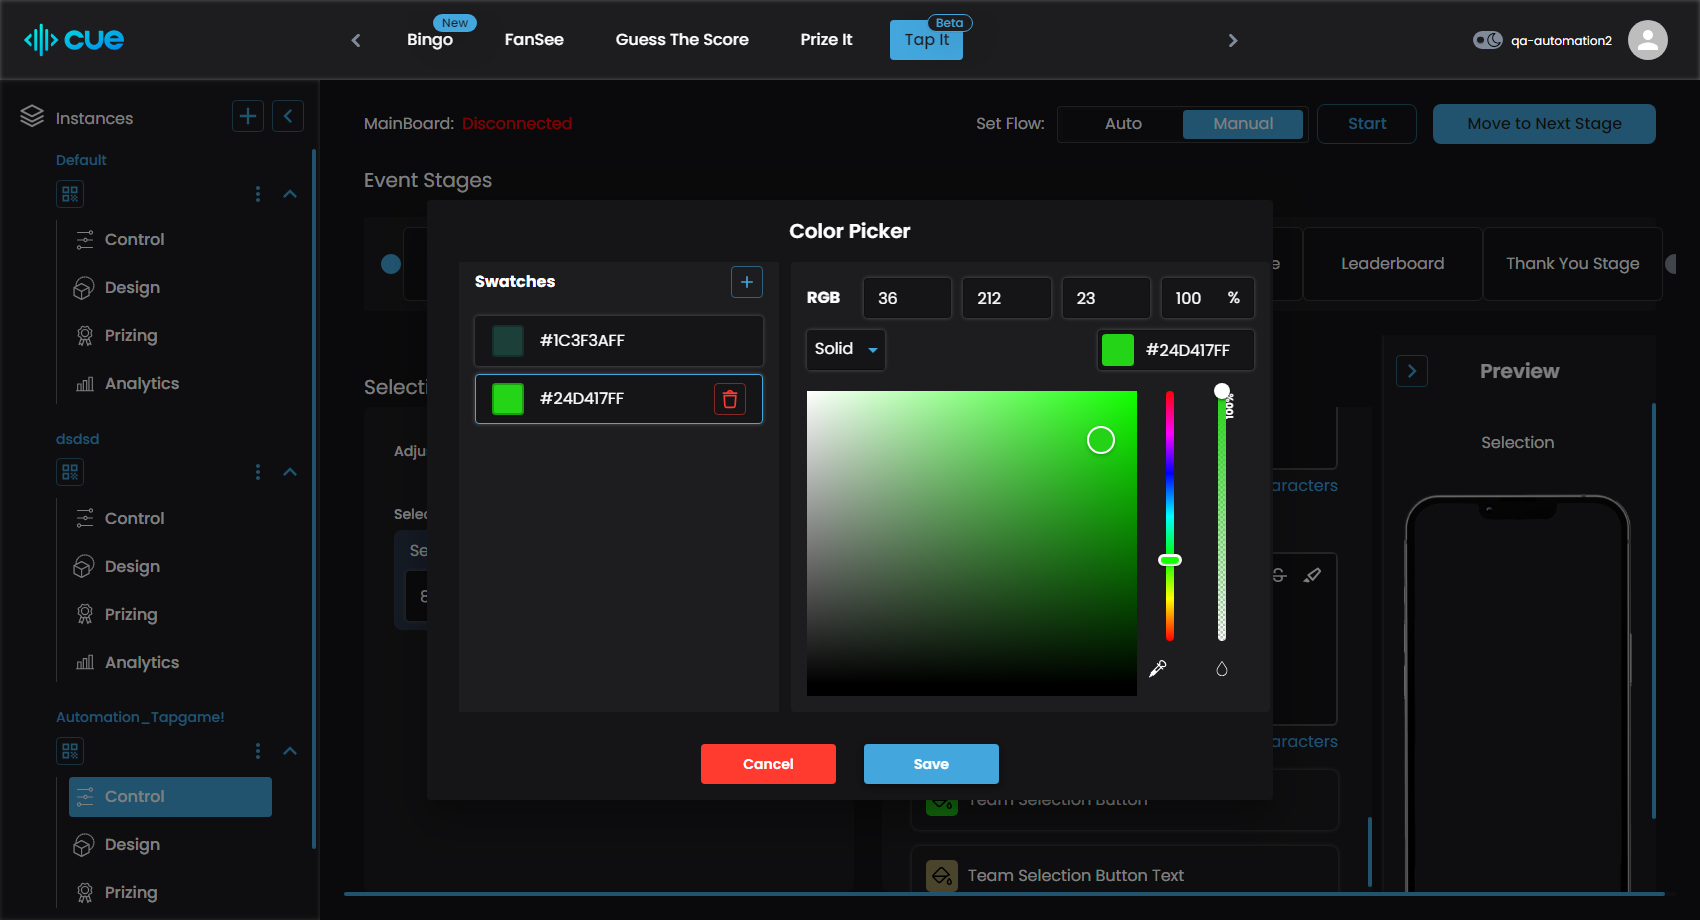 cue
New
Bingo
FanSee
Guess The Score
Prize It
Beta
Tap It
qa-automation2
Instances
Default
Control
Design
Prizing
Analytics
dsdsd
Control
Design
Prizing
Analytics
Automation_Tapgame!
Control
Design
Prizing
MainBoard: Disconnected
Set Flow:
Auto
Manual
Start
Move to Next Stage
Event Stages
e
Leaderboard
Thank You Stage
Selecti
Adju
Selec
Se
8
Color Picker
Swatches
#1C3F3AFF
#24D417FF
RGB
36
212
23
100 %
Solid
#24D417FF
100%
Cancel
Save
aracters
aracters
Team Selection Button
Team Selection Button Text
Preview
Selection